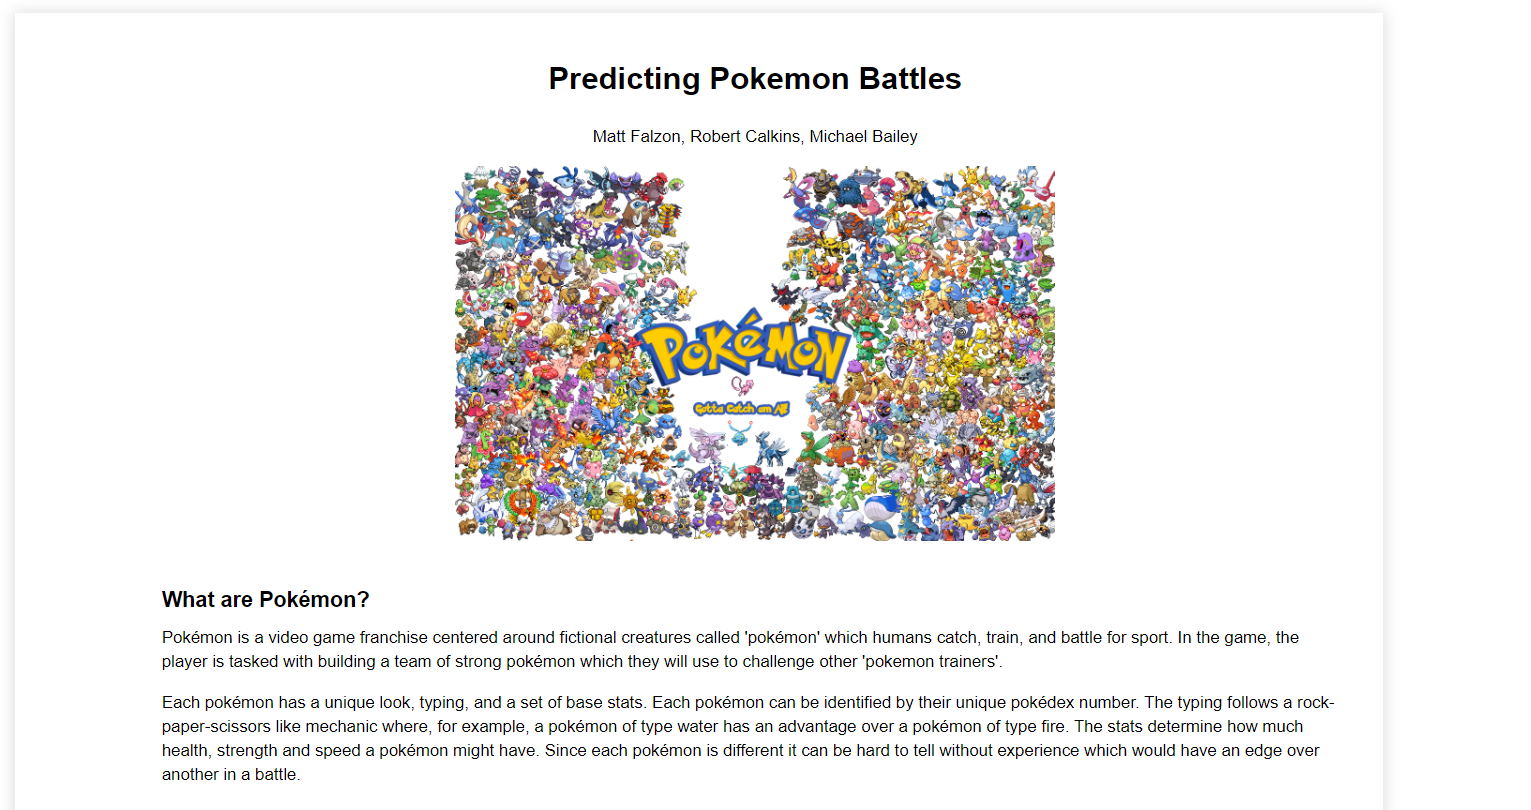 Predicting Pokemon Battles
Matt Falzon, Robert Calkins, Michael Bailey
POKéMON
Gotta Catch em All!
What are Pokémon?
Pokémon is a video game franchise centered around fictional creatures called 'pokémon' which humans catch, train, and battle for sport. In the game, the
player is tasked with building a team of strong pokémon which they will use to challenge other 'pokemon trainers'.
Each pokémon has a unique look, typing, and a set of base stats. Each pokémon can be identified by their unique pokédex number. The typing follows a rock-
paper-scissors like mechanic where, for example, a pokémon of type water has an advantage over a pokémon of type fire. The stats determine how much
health, strength and speed a pokémon might have. Since each pokémon is different it can be hard to tell without experience which would have an edge over
another in a battle.